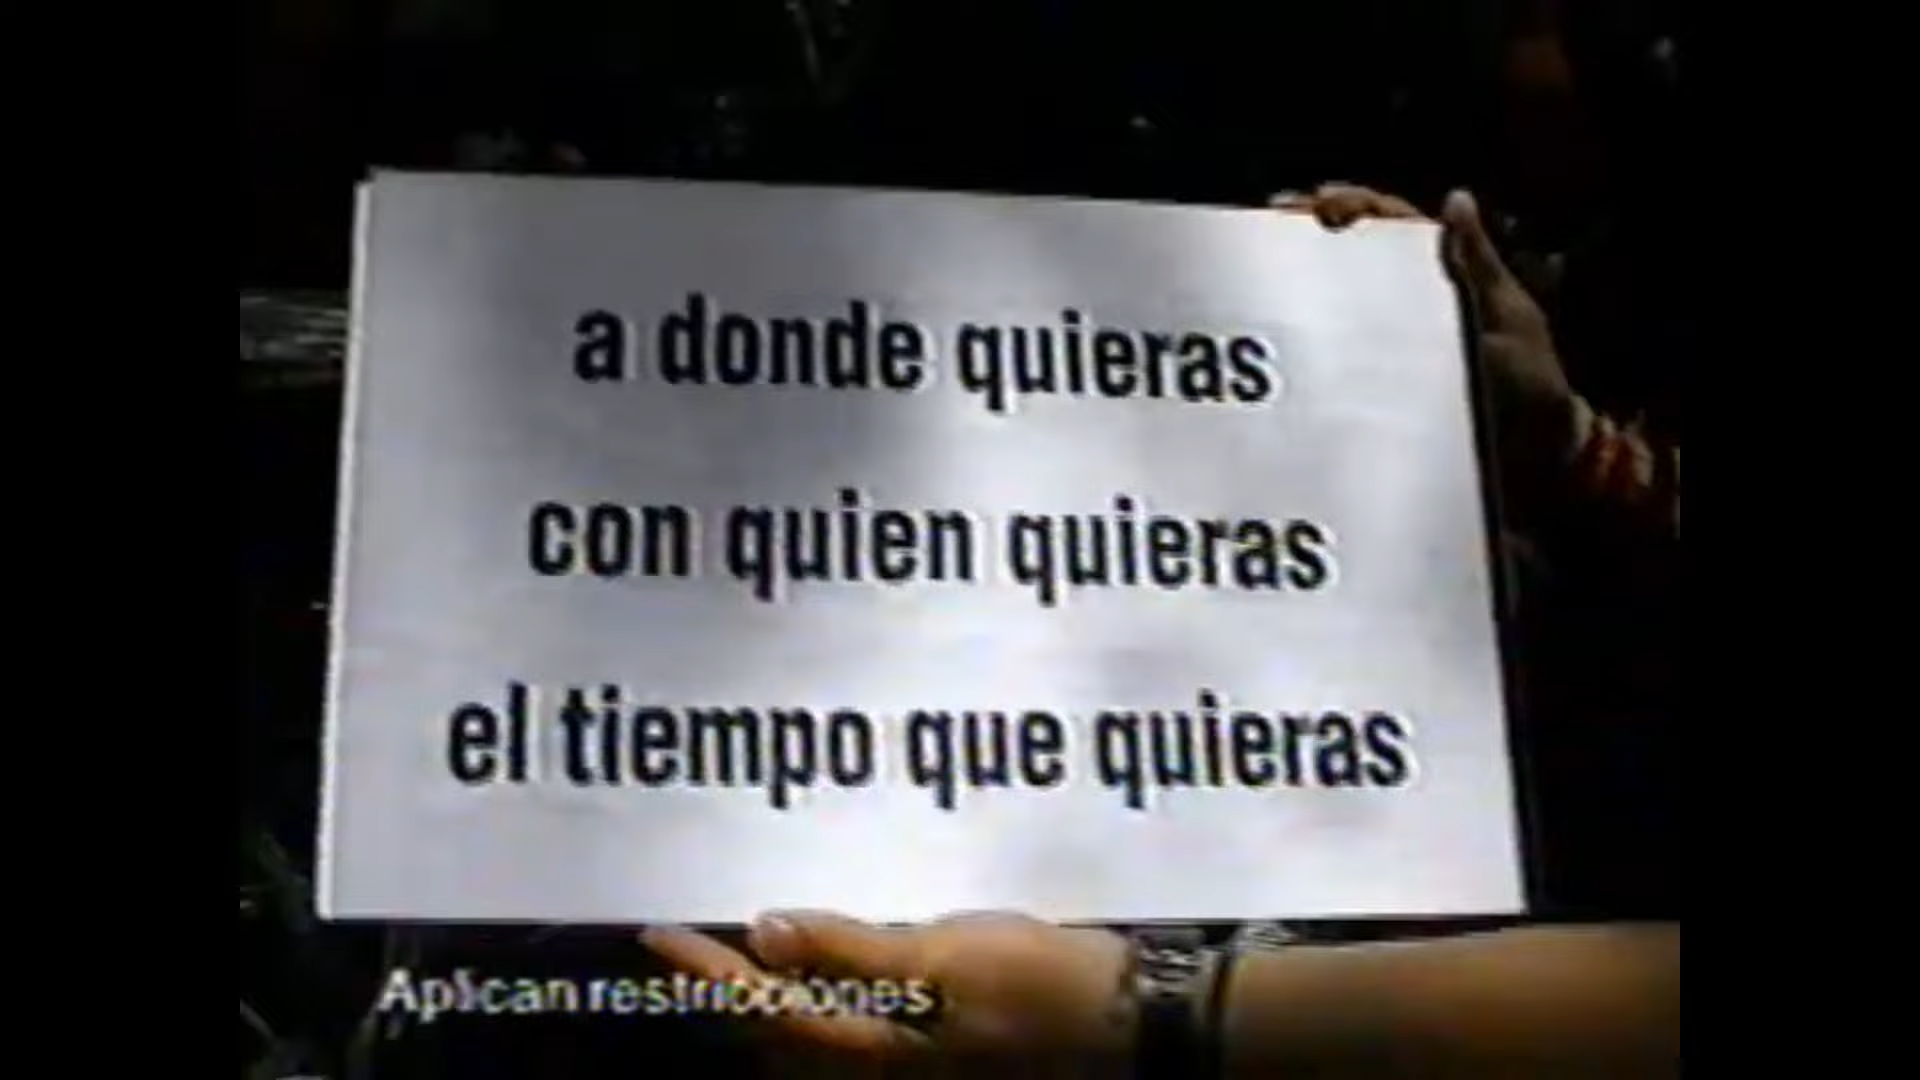 a donde quieras
con quien quieras
el tiempo que quieras
Aplican restricciones